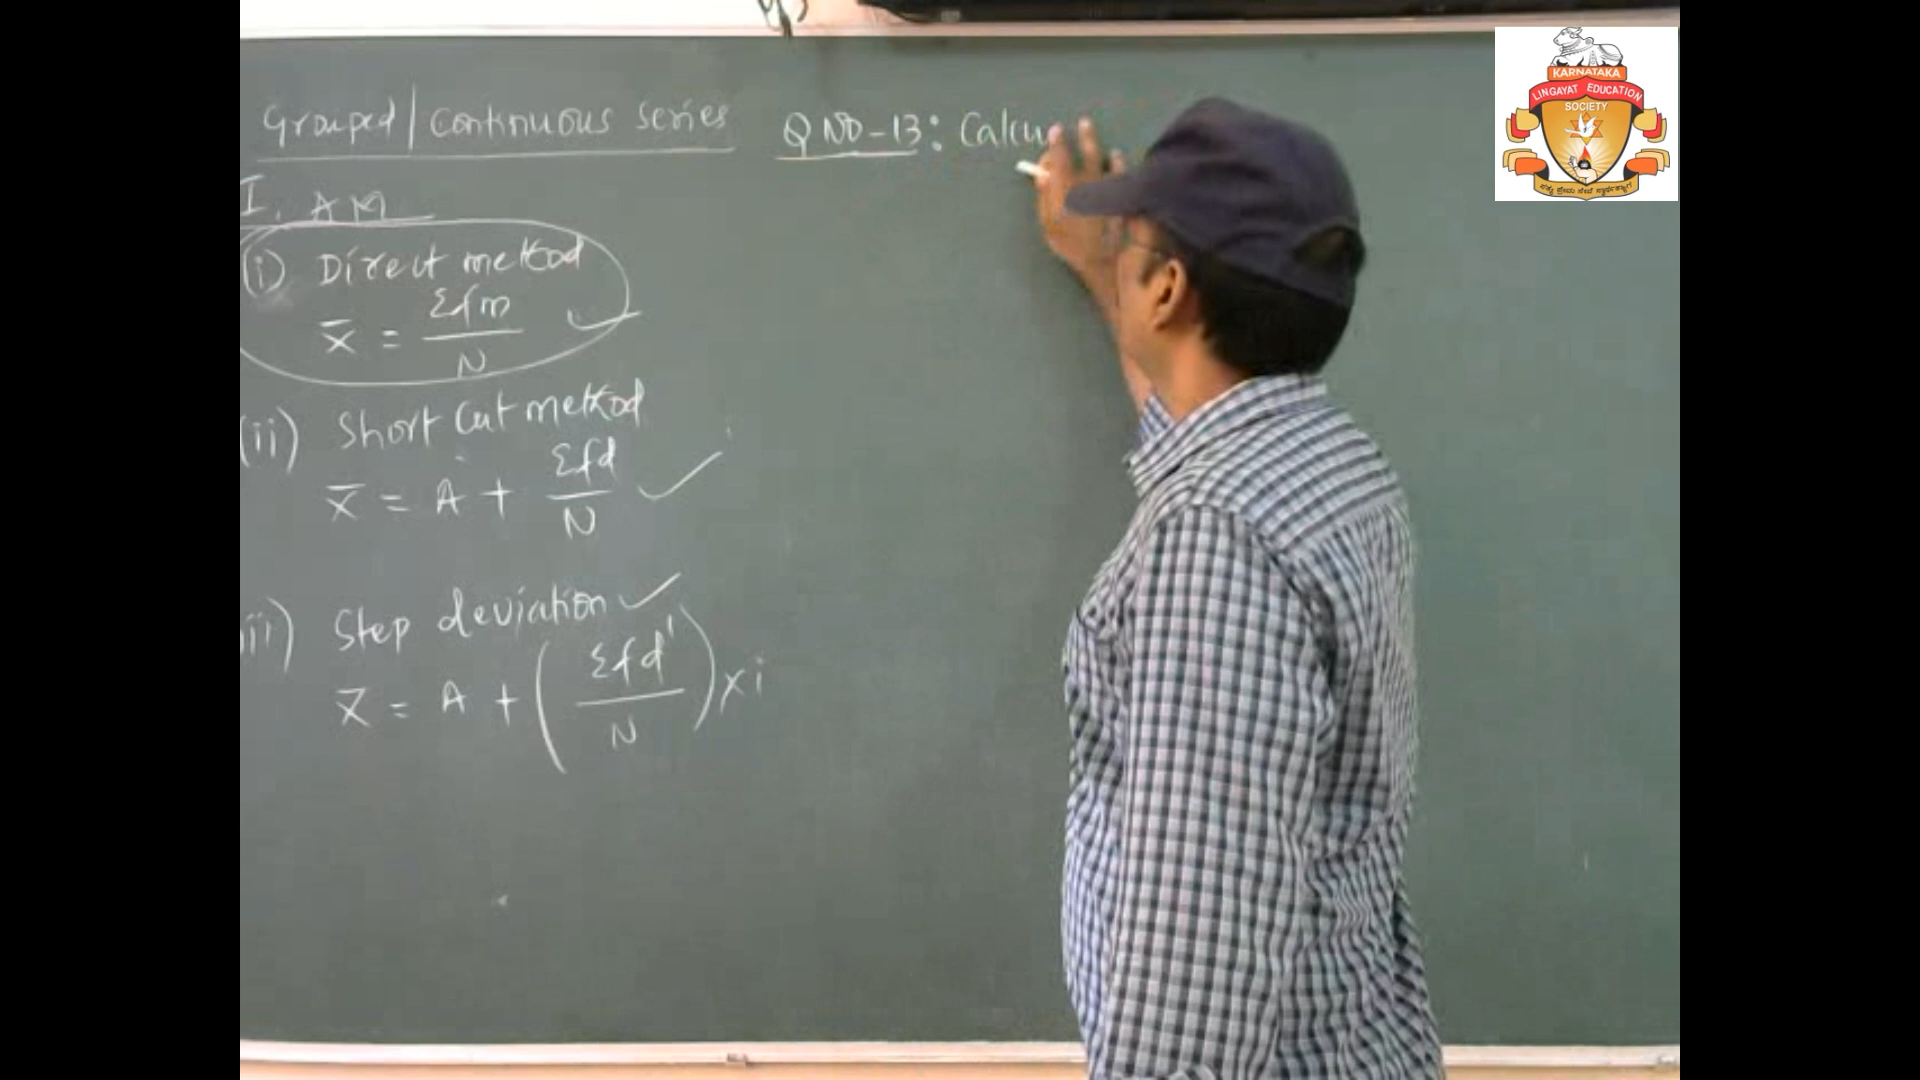 Grouped / Continuous Series
I. AM
(i) Direct method
x̄ = Σfm / N
(ii) Short Cut method
x̄ = A + Σfd / N
iii) Step deviation
x̄ = A + (Σfd' / N) x i
Q NO-13: Calcu
KARNATAKA
LINGAYAT EDUCATION
SOCIETY